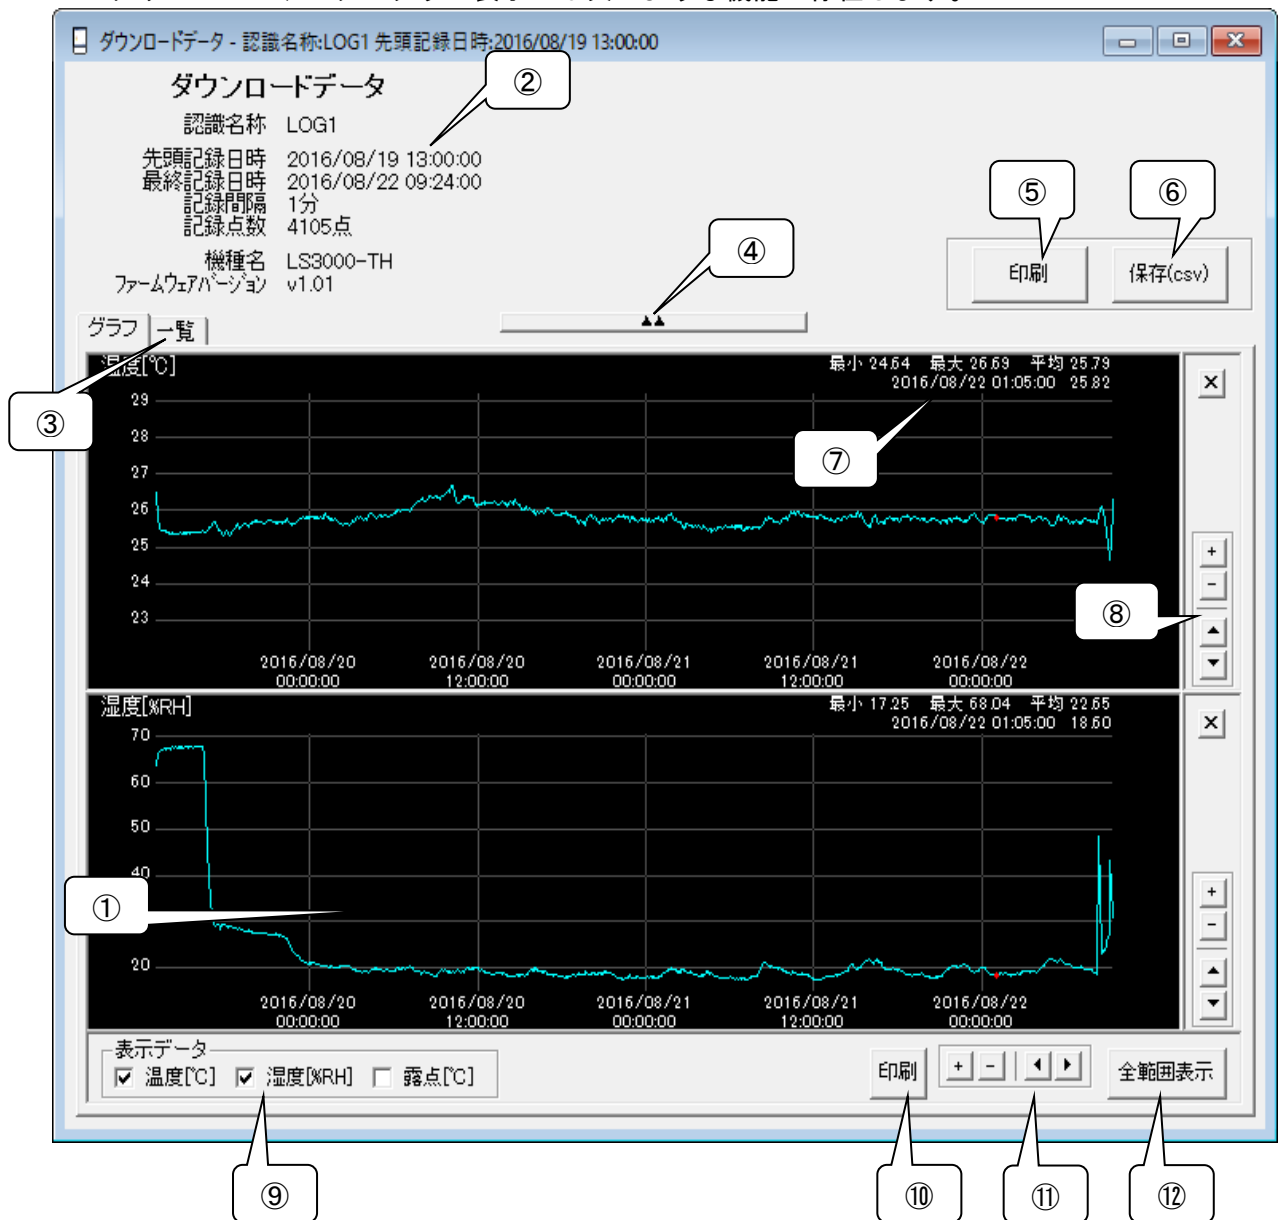 ダウンロードデータ - 認識名称:LOG1 先頭記録日時:2016/08/19 13:00:00
ダウンロードデータ
②
認識名称 LOG1
先頭記録日時 2016/08/19 13:00:00
最終記録日時 2016/08/22 09:24:00
記録間隔 1分
記録点数 4105点
機種名 LS3000-TH
ファームウェアバージョン v1.01
④
⑤
⑥
印刷
保存(csv)
グラフ
一覧
③
温度[℃]
最小 24.64 最大 26.69 平均 25.79
2016/08/22 01:05:00 25.82
29
28
27
26
25
24
23
⑦
⑧
2016/08/20 00:00:00
2016/08/20 12:00:00
2016/08/21 00:00:00
2016/08/21 12:00:00
2016/08/22 00:00:00
湿度[%RH]
最小 17.25 最大 68.04 平均 22.65
2016/08/22 01:05:00 18.60
70
60
50
40
20
①
2016/08/20 00:00:00
2016/08/20 12:00:00
2016/08/21 00:00:00
2016/08/21 12:00:00
2016/08/22 00:00:00
表示データ
温度[℃] 湿度[%RH] 露点[℃]
印刷
+ -
全範囲表示
⑨
⑩
⑪
⑫